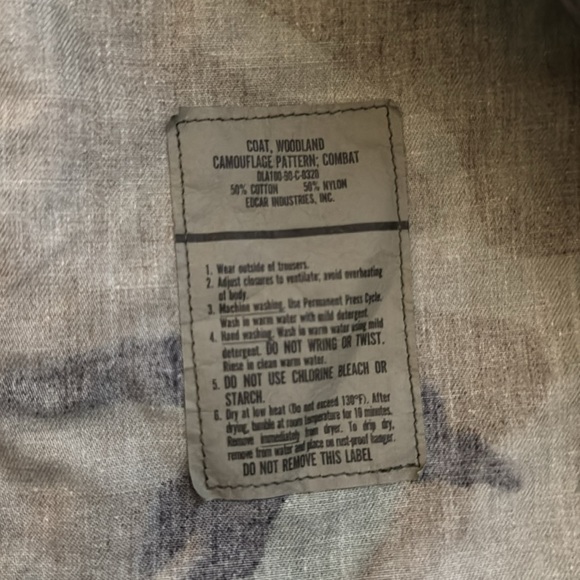 COAT, WOODLAND
CAMOUFLAGE PATTERN; COMBAT
DLA100-90-C-0320
50% COTTON 50% NYLON
EDCAR INDUSTRIES, INC.
1. Wear outside of trousers.
2. Adjust closures to ventilate; avoid overheating
of body.
3. Machine washing. Use Permanent Press Cycle.
Wash in warm water with mild detergent.
4. Hand washing. Wash in warm water using mild
detergent. DO NOT WRING OR TWIST.
Rinse in clean warm water.
5. DO NOT USE CHLORINE BLEACH OR
STARCH.
6. Dry at low heat (Do not exceed 130°F). After
drying, tumble at room temperature for 10 minutes.
Remove immediately from dryer. To drip dry,
remove from water and place on rust-proof hanger.
DO NOT REMOVE THIS LABEL